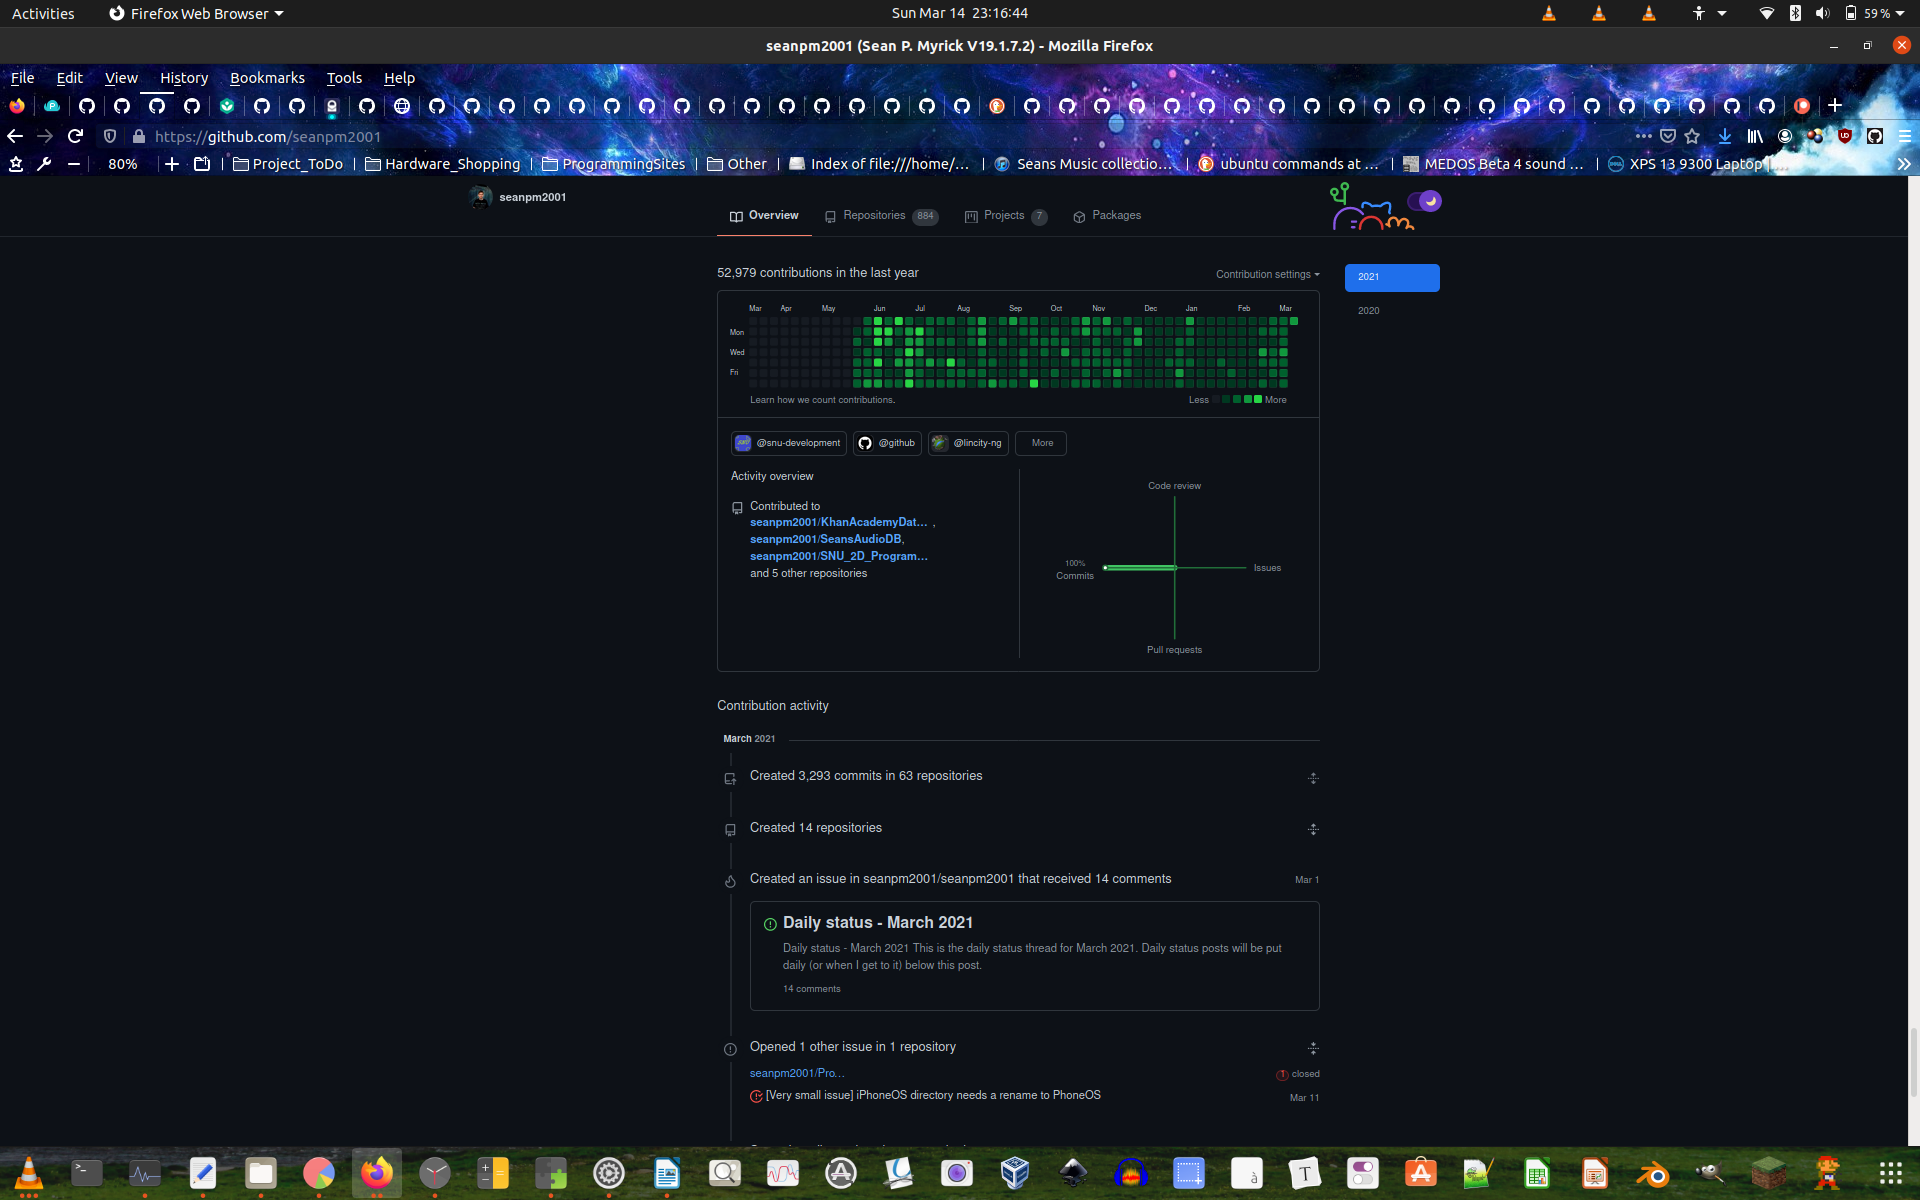 Activities
Firefox Web Browser
Sun Mar 14 23:16:44
59 %
seanpm2001 (Sean P. Myrick V19.1.7.2) - Mozilla Firefox
File Edit View History Bookmarks Tools Help
https://github.com/seanpm2001
80%
Project_ToDo
Hardware_Shopping
ProgrammingSites
Other
Index of file:///home/...
Seans Music collectio...
ubuntu commands at ...
MEDOS Beta 4 sound ...
XPS 13 9300 Laptop |...
seanpm2001
Overview
Repositories 884
Projects 7
Packages
52,979 contributions in the last year
Contribution settings
2021
2020
Mar Apr May Jun Jul Aug Sep Oct Nov Dec Jan Feb Mar
Mon
Wed
Fri
Learn how we count contributions.
Less More
@snu-development
@github
@lincity-ng
More
Activity overview
Contributed to
seanpm2001/KhanAcademyDat... ,
seanpm2001/SeansAudioDB,
seanpm2001/SNU_2D_Program...
and 5 other repositories
Code review
100%
Commits
Issues
Pull requests
Contribution activity
March 2021
Created 3,293 commits in 63 repositories
Created 14 repositories
Created an issue in seanpm2001/seanpm2001 that received 14 comments
Mar 1
Daily status - March 2021
Daily status - March 2021 This is the daily status thread for March 2021. Daily status posts will be put
daily (or when I get to it) below this post.
14 comments
Opened 1 other issue in 1 repository
seanpm2001/Pro...
1 closed
[Very small issue] iPhoneOS directory needs a rename to PhoneOS
Mar 11